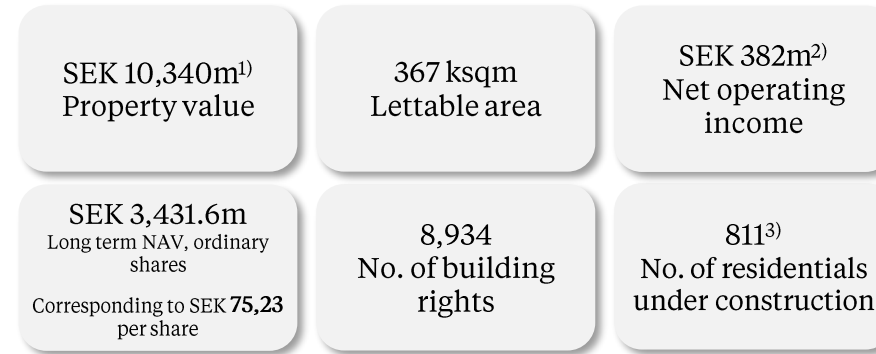 SEK 10,340m1)
Property value
367 ksqm
Lettable area
SEK 382m2)
Net operating
income
SEK 3,431.6m
Long term NAV, ordinary
shares
Corresponding to SEK 75,23
per share
8,934
No. of building
rights
8113)
No. of residentials
under construction